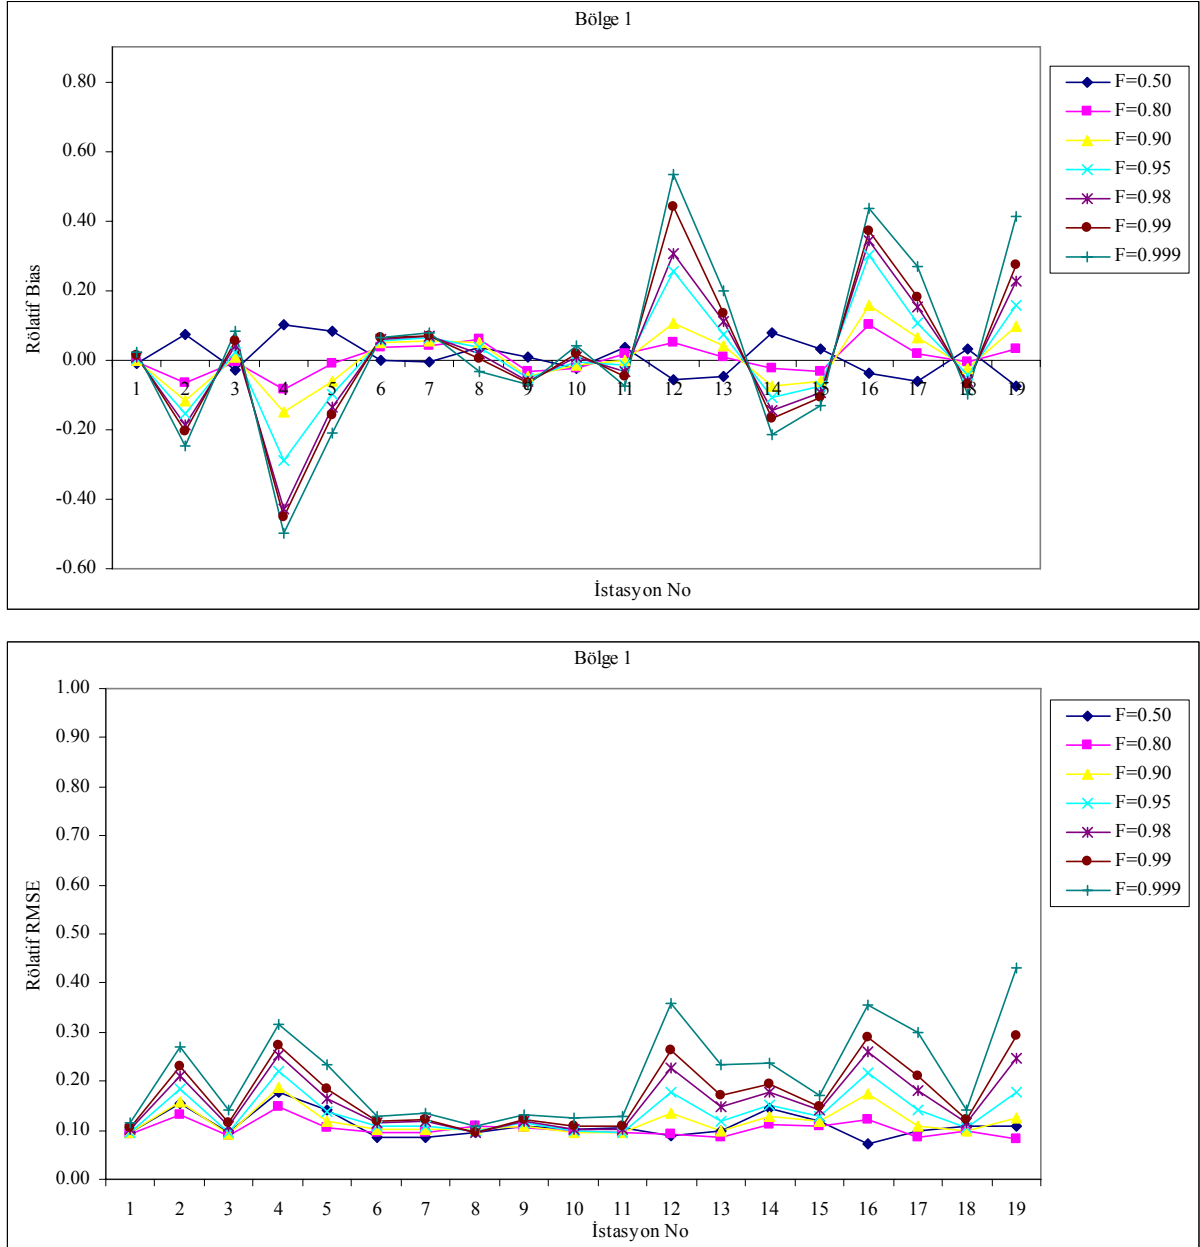 Bölge 1
Rölatif Bias
0.80
0.60
0.40
0.20
0.00
-0.20
-0.40
-0.60
1 2 3 4 5 6 7 8 9 10 11 12 13 14 15 16 17 18 19
İstasyon No
F=0.50
F=0.80
F=0.90
F=0.95
F=0.98
F=0.99
F=0.999
Bölge 1
Rölatif RMSE
1.00
0.90
0.80
0.70
0.60
0.50
0.40
0.30
0.20
0.10
0.00
1 2 3 4 5 6 7 8 9 10 11 12 13 14 15 16 17 18 19
İstasyon No
F=0.50
F=0.80
F=0.90
F=0.95
F=0.98
F=0.99
F=0.999